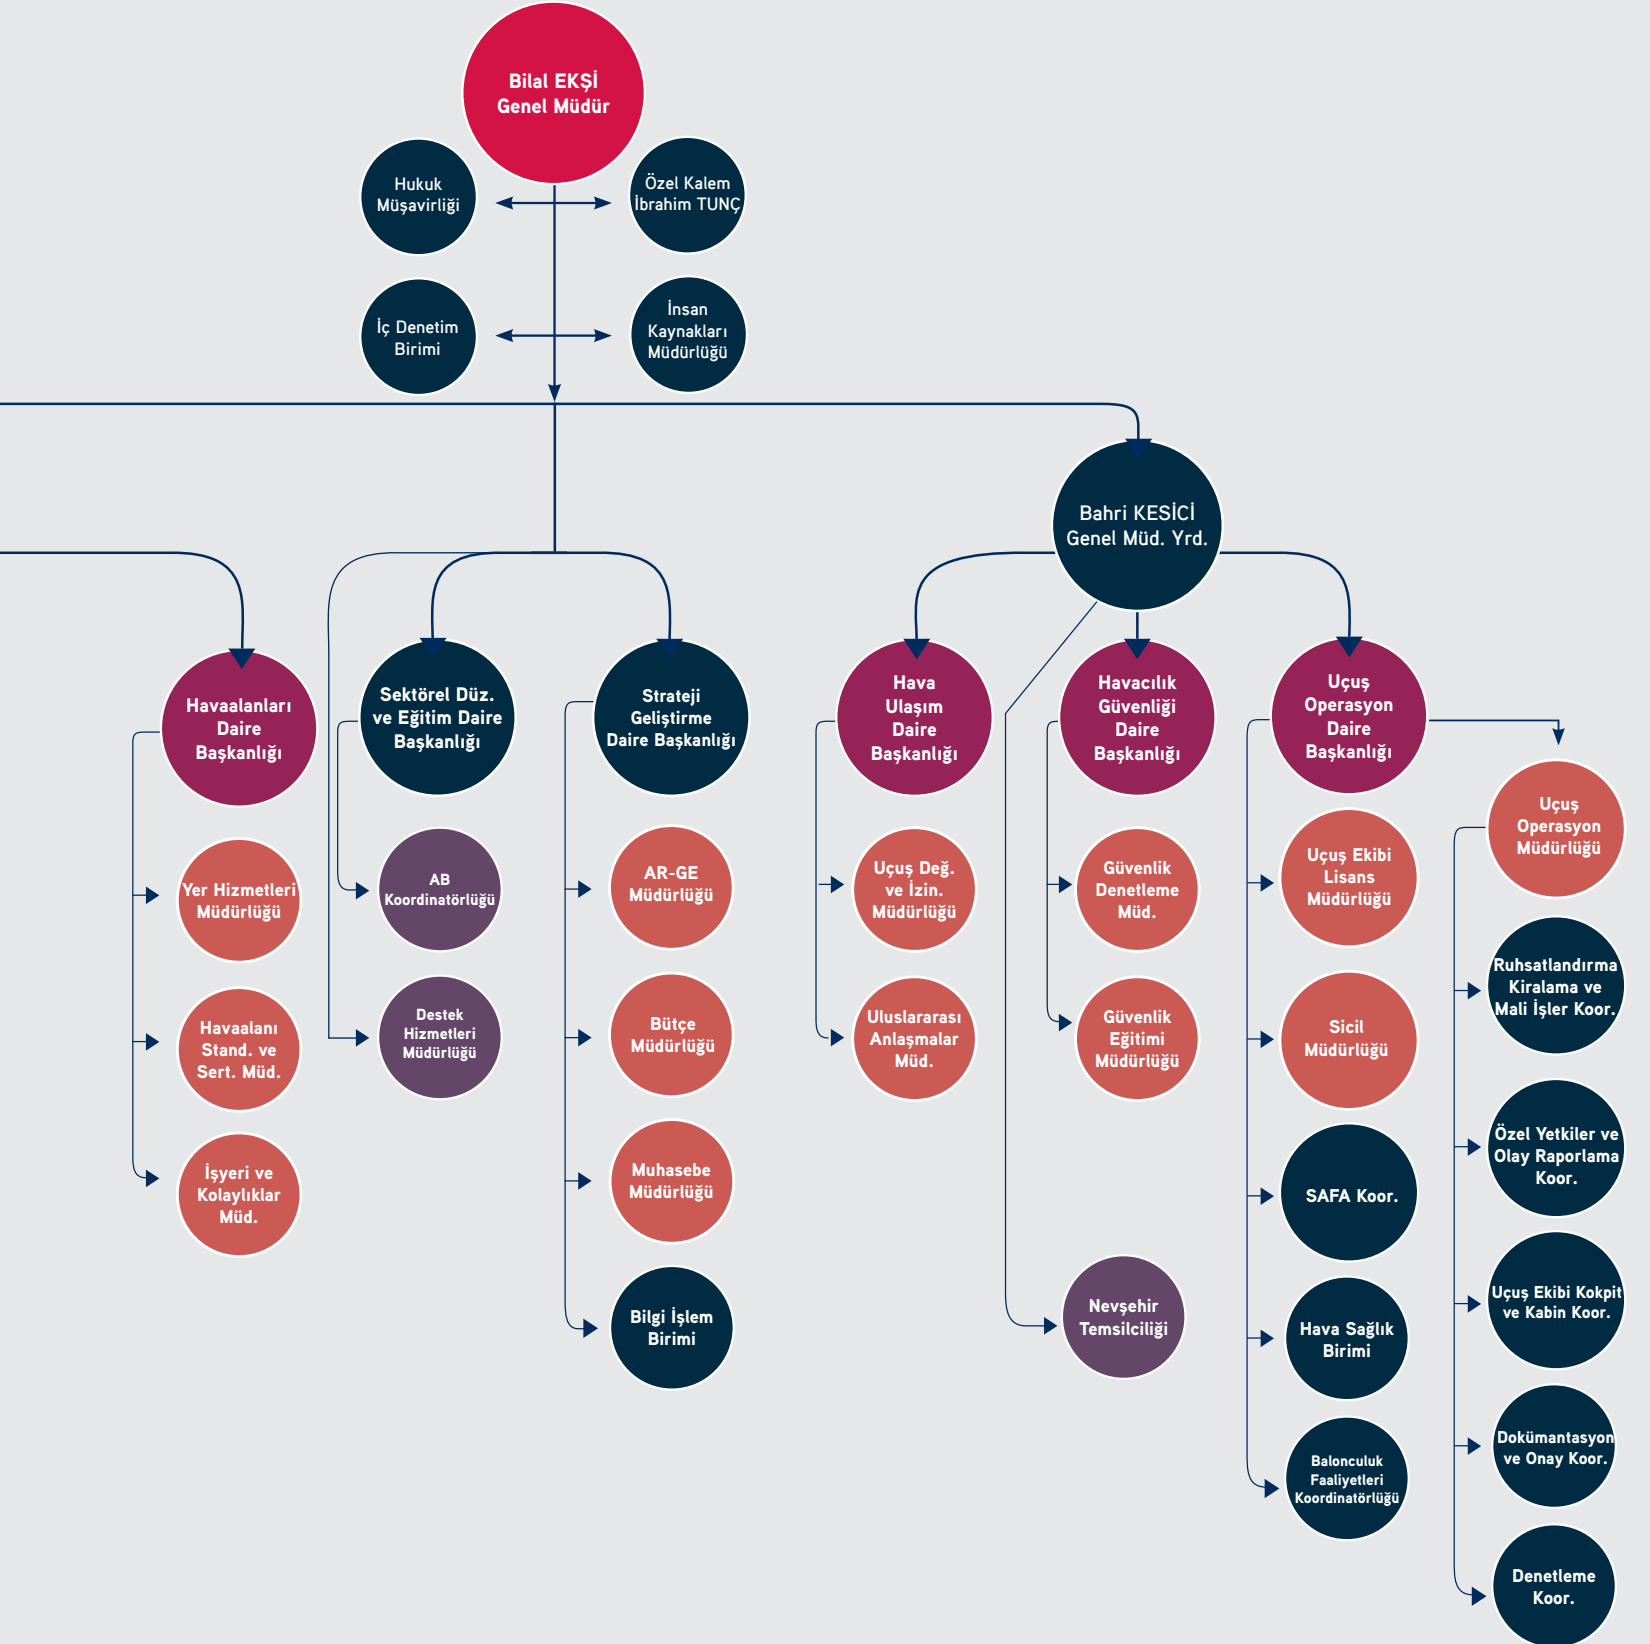 Bilal EKŞİ
Genel Müdür
Hukuk
Müşavirliği
Özel Kalem
İbrahim TUNÇ
İç Denetim
Birimi
İnsan
Kaynakları
Müdürlüğü
Bahri KESİCİ
Genel Müd. Yrd.
Havaalanları
Daire
Başkanlığı
Yer Hizmetleri
Müdürlüğü
Havaalanı
Stand. ve
Sert. Müd.
İşyeri ve
Kolaylıklar
Müd.
Sektörel Düz.
ve Eğitim Daire
Başkanlığı
AB
Koordinatörlüğü
Destek
Hizmetleri
Müdürlüğü
Strateji
Geliştirme
Daire Başkanlığı
AR-GE
Müdürlüğü
Bütçe
Müdürlüğü
Muhasebe
Müdürlüğü
Bilgi İşlem
Birimi
Hava
Ulaşım
Daire
Başkanlığı
Uçuş Değ.
ve İzin.
Müdürlüğü
Uluslararası
Anlaşmalar
Müd.
Havacılık
Güvenliği
Daire
Başkanlığı
Güvenlik
Denetleme
Müd.
Güvenlik
Eğitimi
Müdürlüğü
Nevşehir
Temsilciliği
Uçuş
Operasyon
Daire
Başkanlığı
Uçuş Ekibi
Lisans
Müdürlüğü
Sicil
Müdürlüğü
SAFA Koor.
Hava Sağlık
Birimi
Balonculuk
Faaliyetleri
Koordinatörlüğü
Uçuş
Operasyon
Müdürlüğü
Ruhsatlandırma
Kiralama ve
Mali İşler Koor.
Özel Yetkiler ve
Olay Raporlama
Koor.
Uçuş Ekibi Kokpit
ve Kabin Koor.
Dokümantasyon
ve Onay Koor.
Denetleme
Koor.